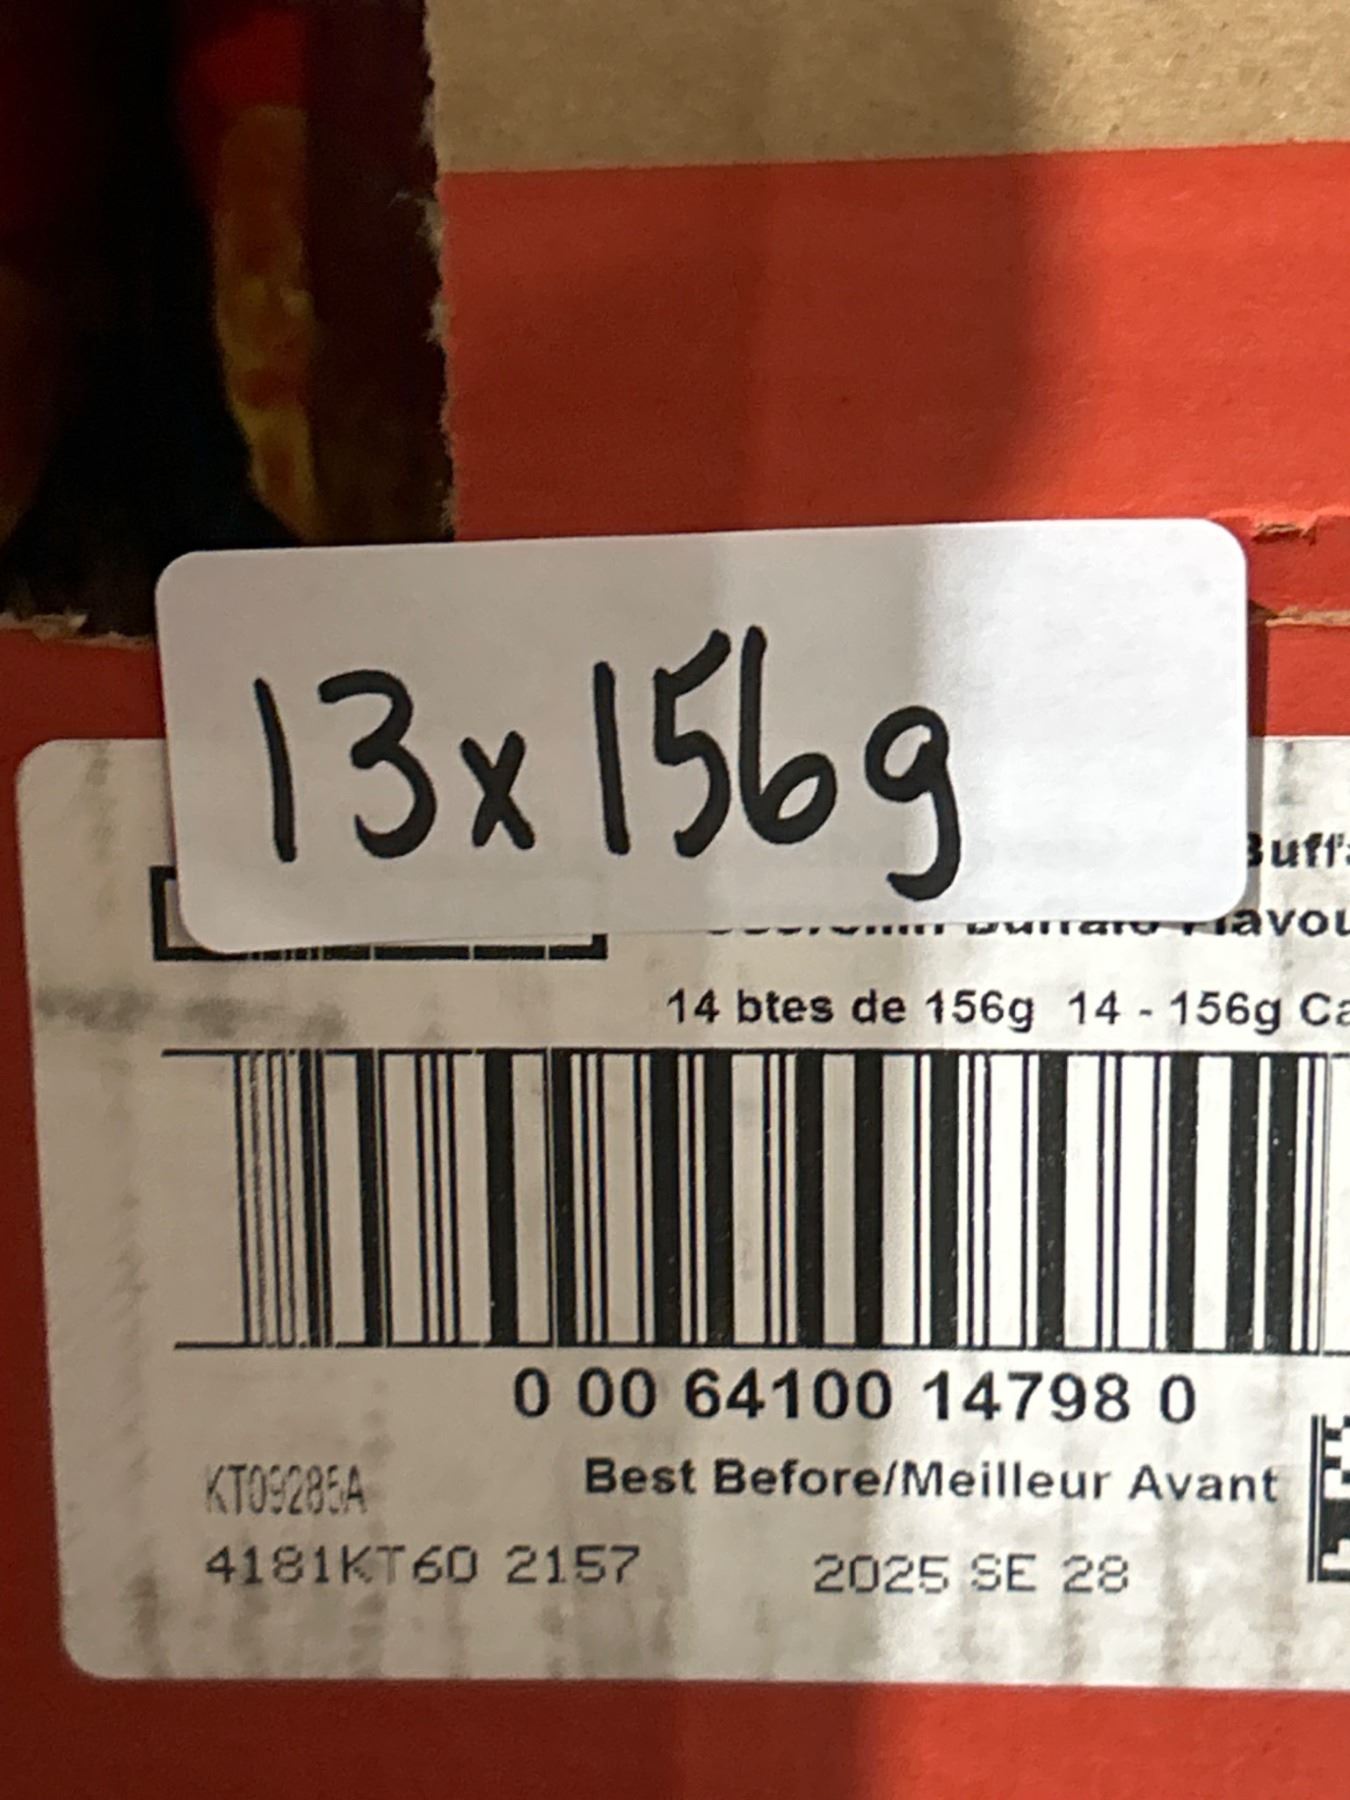 13x156g
14 btes de 156g 14 - 156g
0 00 64100 14798 0
KT09285A
Best Before/Meilleur Avant
4181KT60 2157
2025 SE 28